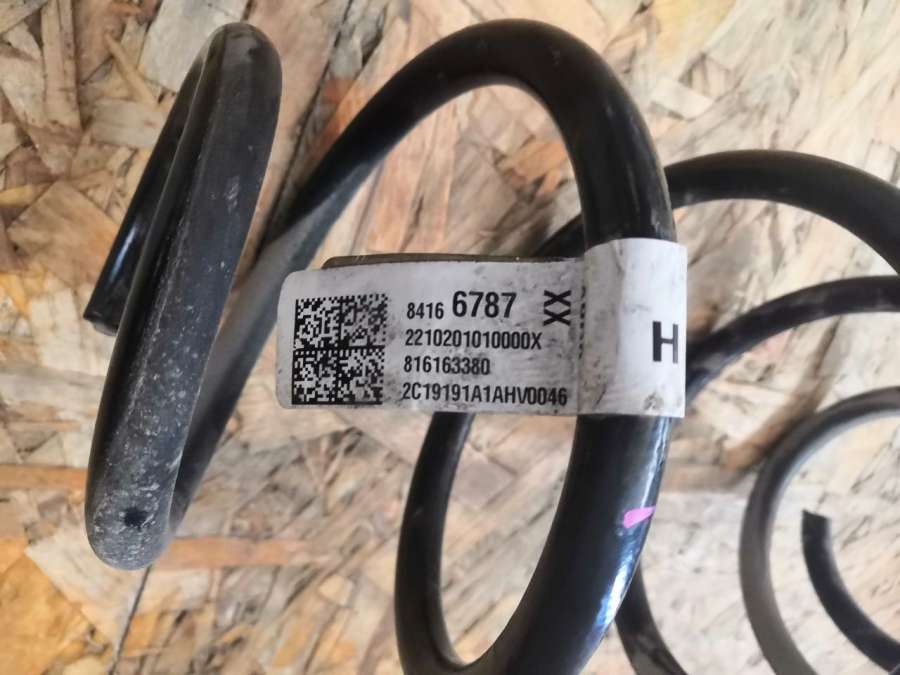 8416 6787 XX
2210201010000X
816163380
2C19191A1AHV0046
H